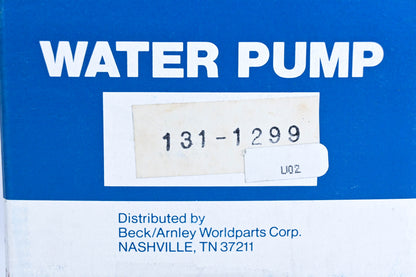 WATER PUMP
131-1299
U02
Distributed by
Beck/Arnley Worldparts Corp.
NASHVILLE, TN 37211